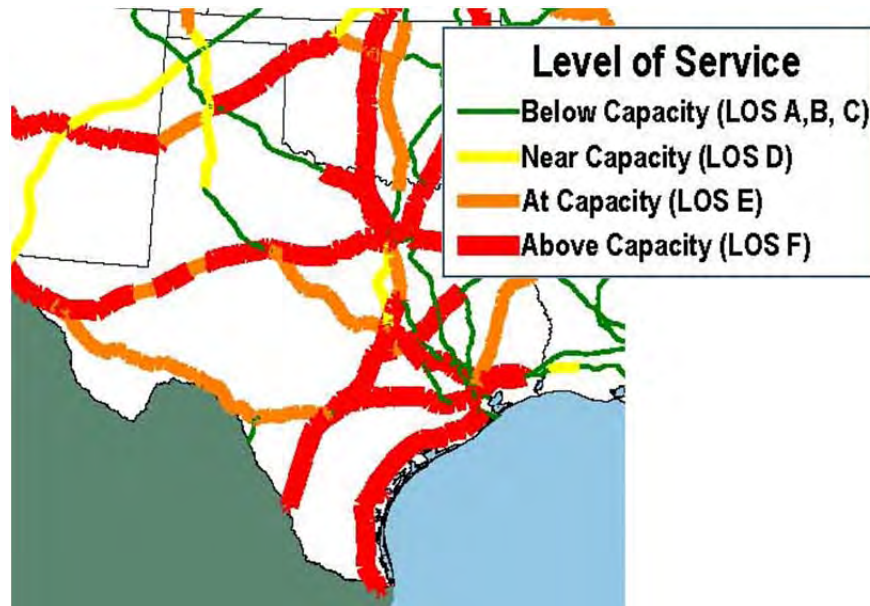 Level of Service
Below Capacity (LOS A,B, C)
Near Capacity (LOS D)
At Capacity (LOS E)
Above Capacity (LOS F)